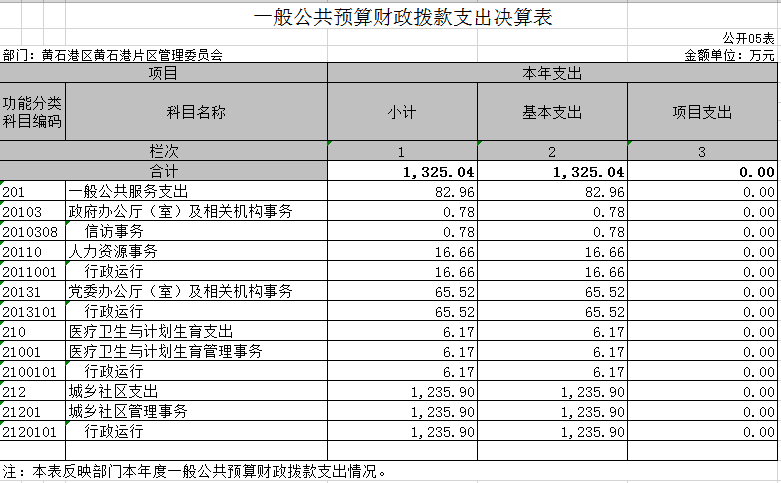 一般公共预算财政拨款支出决算表
公开05表
部门：黄石港区黄石港片区管理委员会 金额单位：万元
项目 本年支出
功能分类科目编码 科目名称 小计 基本支出 项目支出
栏次 1 2 3
合计 1,325.04 1,325.04 0.00
201 一般公共服务支出 82.96 82.96 0.00
20103 政府办公厅（室）及相关机构事务 0.78 0.78 0.00
2010308 信访事务 0.78 0.78 0.00
20110 人力资源事务 16.66 16.66 0.00
2011001 行政运行 16.66 16.66 0.00
20131 党委办公厅（室）及相关机构事务 65.52 65.52 0.00
2013101 行政运行 65.52 65.52 0.00
210 医疗卫生与计划生育支出 6.17 6.17 0.00
21001 医疗卫生与计划生育管理事务 6.17 6.17 0.00
2100101 行政运行 6.17 6.17 0.00
212 城乡社区支出 1,235.90 1,235.90 0.00
21201 城乡社区管理事务 1,235.90 1,235.90 0.00
2120101 行政运行 1,235.90 1,235.90 0.00
注：本表反映部门本年度一般公共预算财政拨款支出情况。